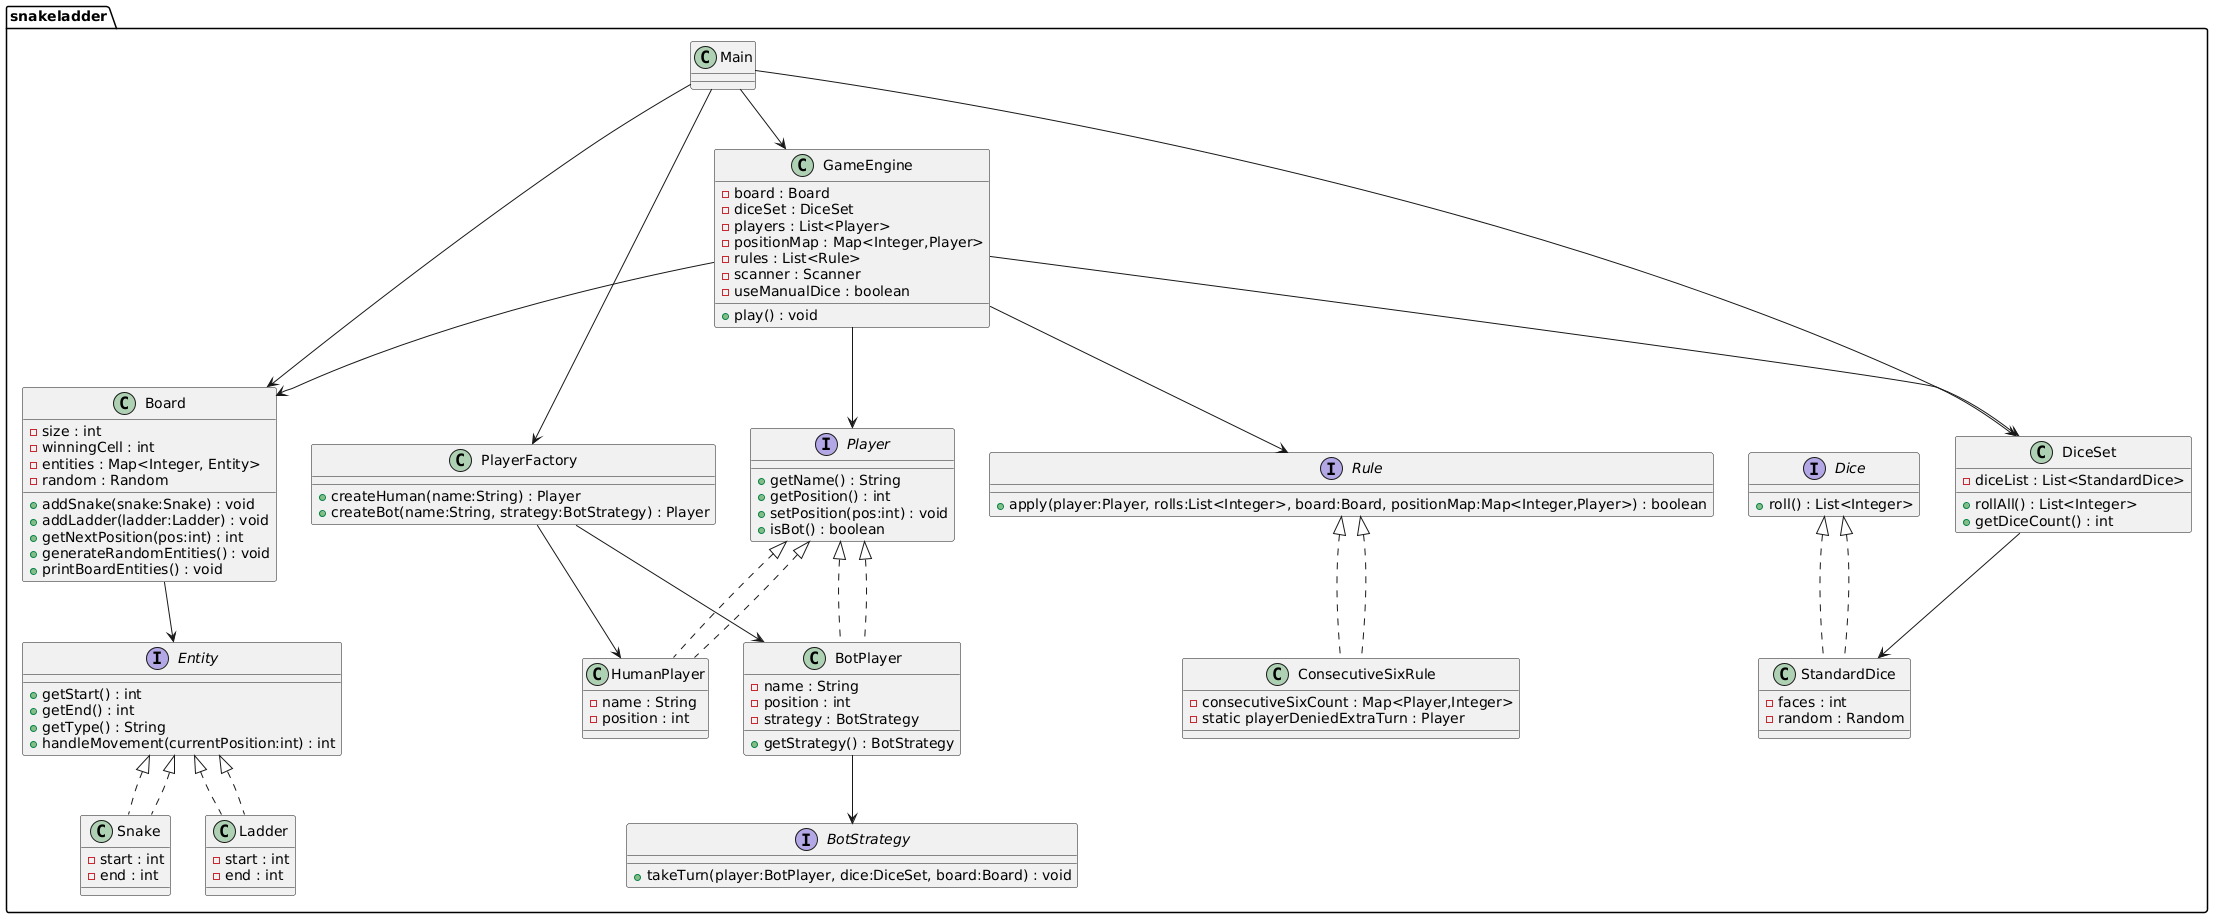 snakeladder
C Main
C GameEngine
board : Board
diceSet : DiceSet
players : List<Player>
positionMap : Map<Integer,Player>
rules : List<Rule>
scanner : Scanner
useManualDice : boolean
play() : void
C Board
size : int
winningCell : int
entities : Map<Integer, Entity>
random : Random
addSnake(snake:Snake) : void
addLadder(ladder:Ladder) : void
getNextPosition(pos:int) : int
generateRandomEntities() : void
printBoardEntities() : void
C PlayerFactory
createHuman(name:String) : Player
createBot(name:String, strategy:BotStrategy) : Player
I Player
getName() : String
getPosition() : int
setPosition(pos:int) : void
isBot() : boolean
I Rule
apply(player:Player, rolls:List<Integer>, board:Board, positionMap:Map<Integer,Player>) : boolean
I Dice
roll() : List<Integer>
C DiceSet
diceList : List<StandardDice>
rollAll() : List<Integer>
getDiceCount() : int
I Entity
getStart() : int
getEnd() : int
getType() : String
handleMovement(currentPosition:int) : int
C HumanPlayer
name : String
position : int
C BotPlayer
name : String
position : int
strategy : BotStrategy
getStrategy() : BotStrategy
C ConsecutiveSixRule
consecutiveSixCount : Map<Player,Integer>
static playerDeniedExtraTurn : Player
C StandardDice
faces : int
random : Random
C Snake
start : int
end : int
C Ladder
start : int
end : int
I BotStrategy
takeTurn(player:BotPlayer, dice:DiceSet, board:Board) : void